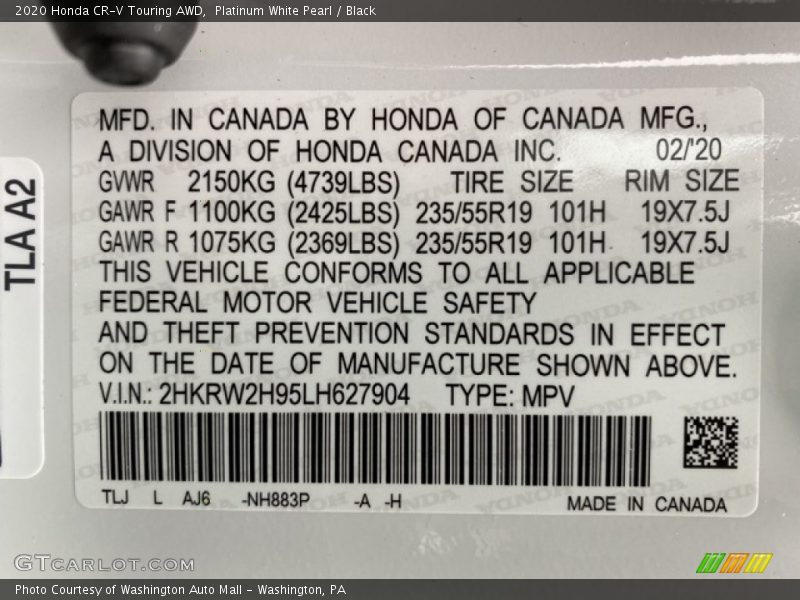 2020 Honda CR-V Touring AWD,  Platinum White Pearl / Black
TLA A2
MFD. IN CANADA BY HONDA OF CANADA MFG.,
A DIVISION OF HONDA CANADA INC. 02/'20
GVWR 2150KG (4739LBS) TIRE SIZE RIM SIZE
GAWR F 1100KG (2425LBS) 235/55R19 101H 19X7.5J
GAWR R 1075KG (2369LBS) 235/55R19 101H 19X7.5J
THIS VEHICLE CONFORMS TO ALL APPLICABLE
FEDERAL MOTOR VEHICLE SAFETY
AND THEFT PREVENTION STANDARDS IN EFFECT
ON THE DATE OF MANUFACTURE SHOWN ABOVE.
V.I.N.: 2HKRW2H95LH627904 TYPE: MPV
TLJ L AJ6 -NH883P -A -H MADE IN CANADA
GTCARLOT.COM
Photo Courtesy of Washington Auto Mall - Washington, PA